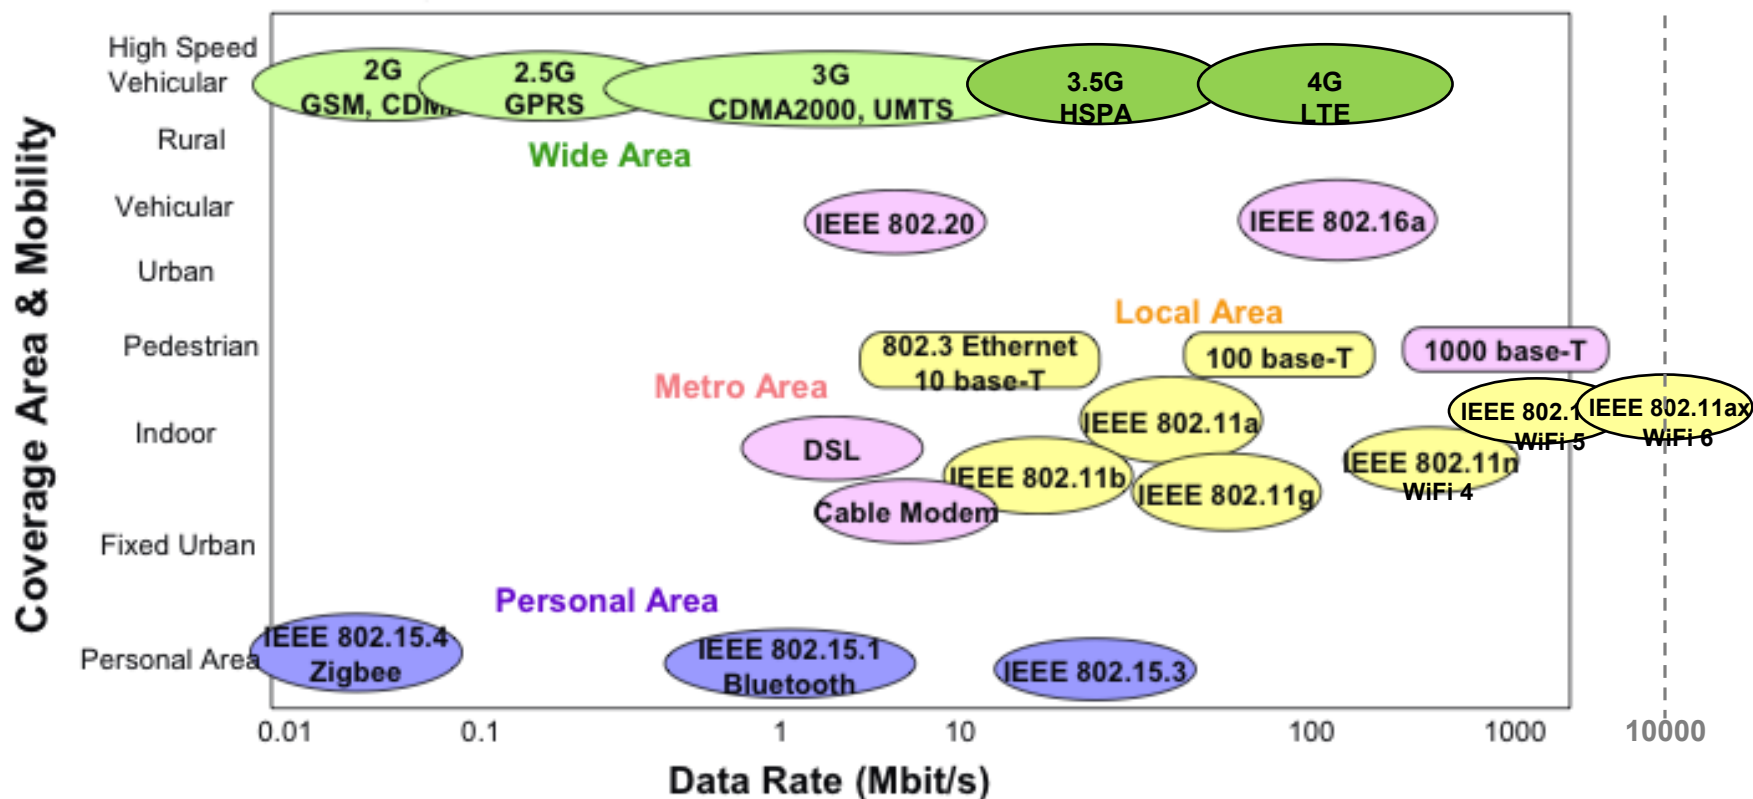 High Speed
Vehicular
Rural
Vehicular
Urban
Pedestrian
Indoor
Fixed Urban
Personal Area
Coverage Area & Mobility
2G
GSM, CDM
2.5G
GPRS
3G
CDMA2000, UMTS
3.5G
HSPA
4G
LTE
Wide Area
IEEE 802.20
IEEE 802.16a
Local Area
802.3 Ethernet
10 base-T
100 base-T
1000 base-T
Metro Area
DSL
Cable Modem
IEEE 802.11a
IEEE 802.11b
IEEE 802.11g
IEEE 802.11n
WiFi 4
IEEE 802.1
WiFi 5
IEEE 802.11ax
WiFi 6
Personal Area
IEEE 802.15.4
Zigbee
IEEE 802.15.1
Bluetooth
IEEE 802.15.3
0.01 0.1 1 10 100 1000 10000
Data Rate (Mbit/s)